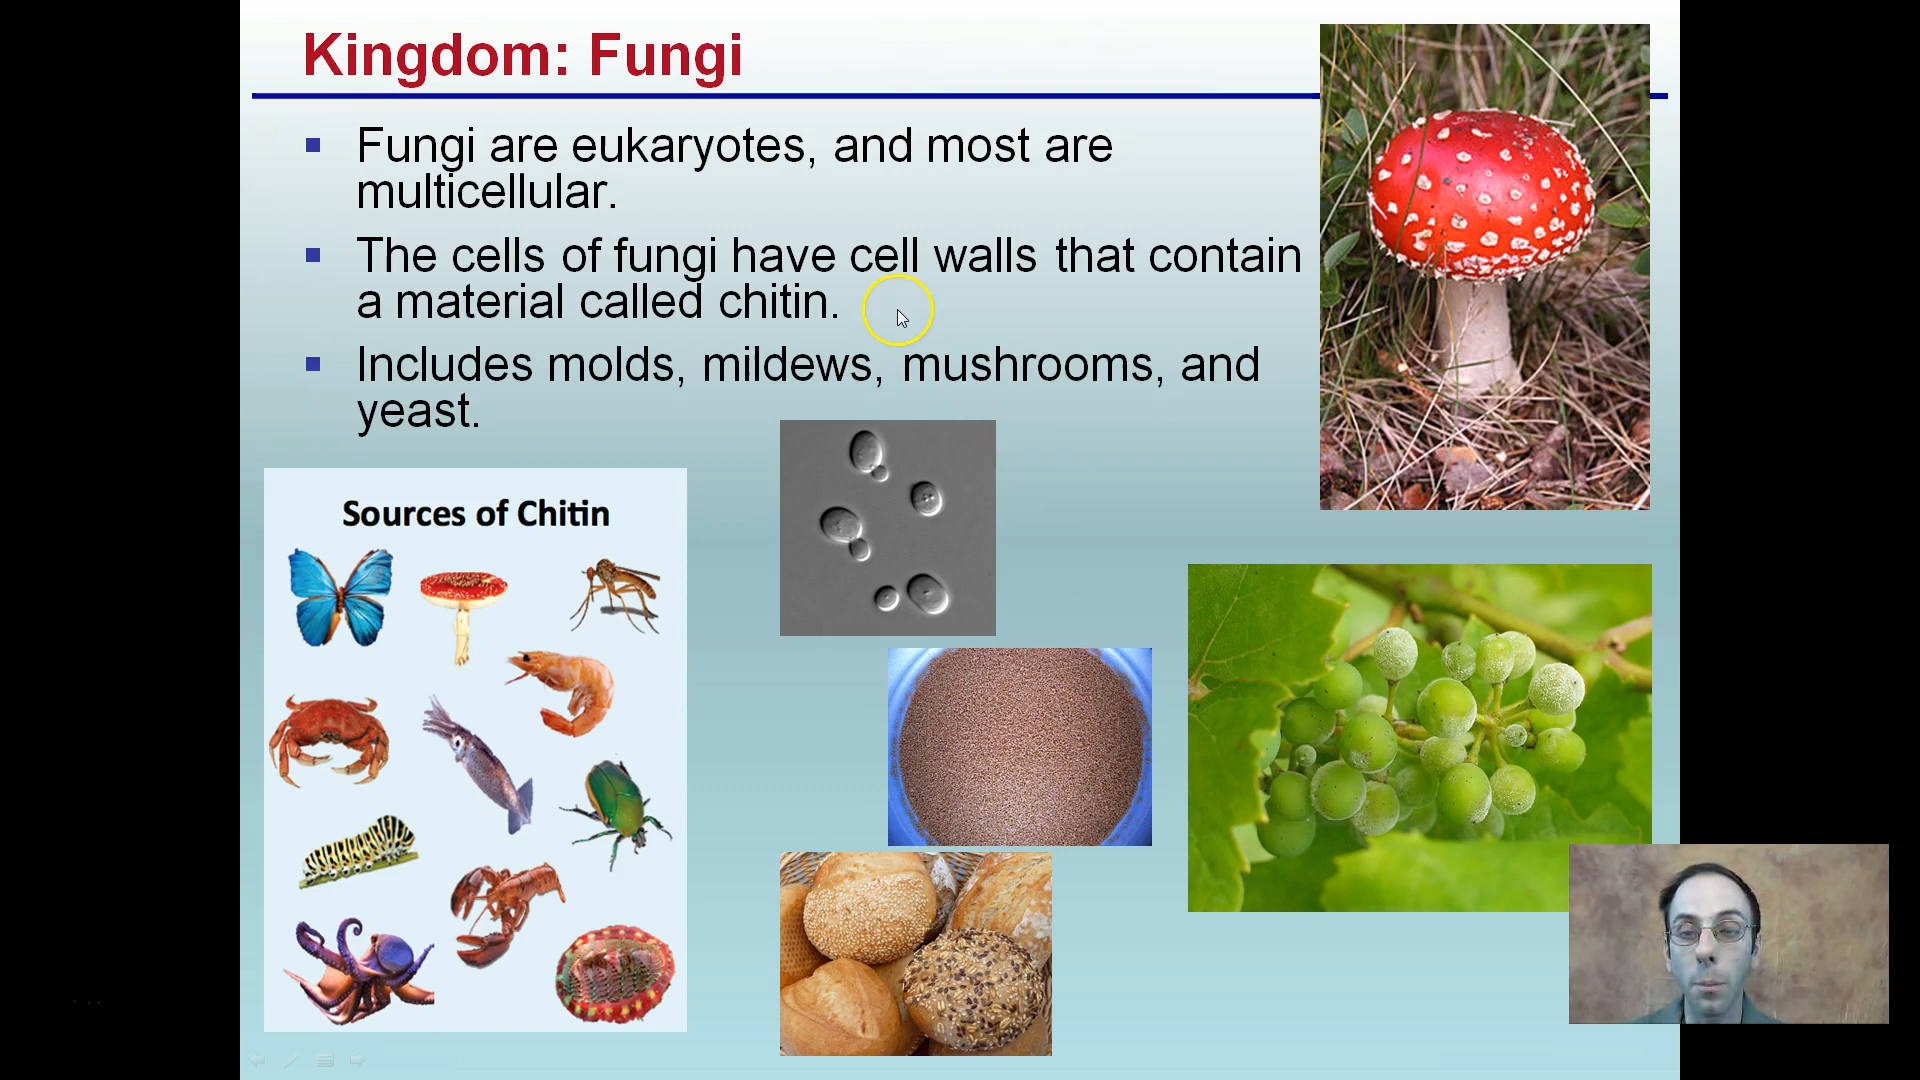 Kingdom: Fungi
Fungi are eukaryotes, and most are
multicellular.
The cells of fungi have cell walls that contain
a material called chitin.
Includes molds, mildews, mushrooms, and
yeast.
Sources of Chitin